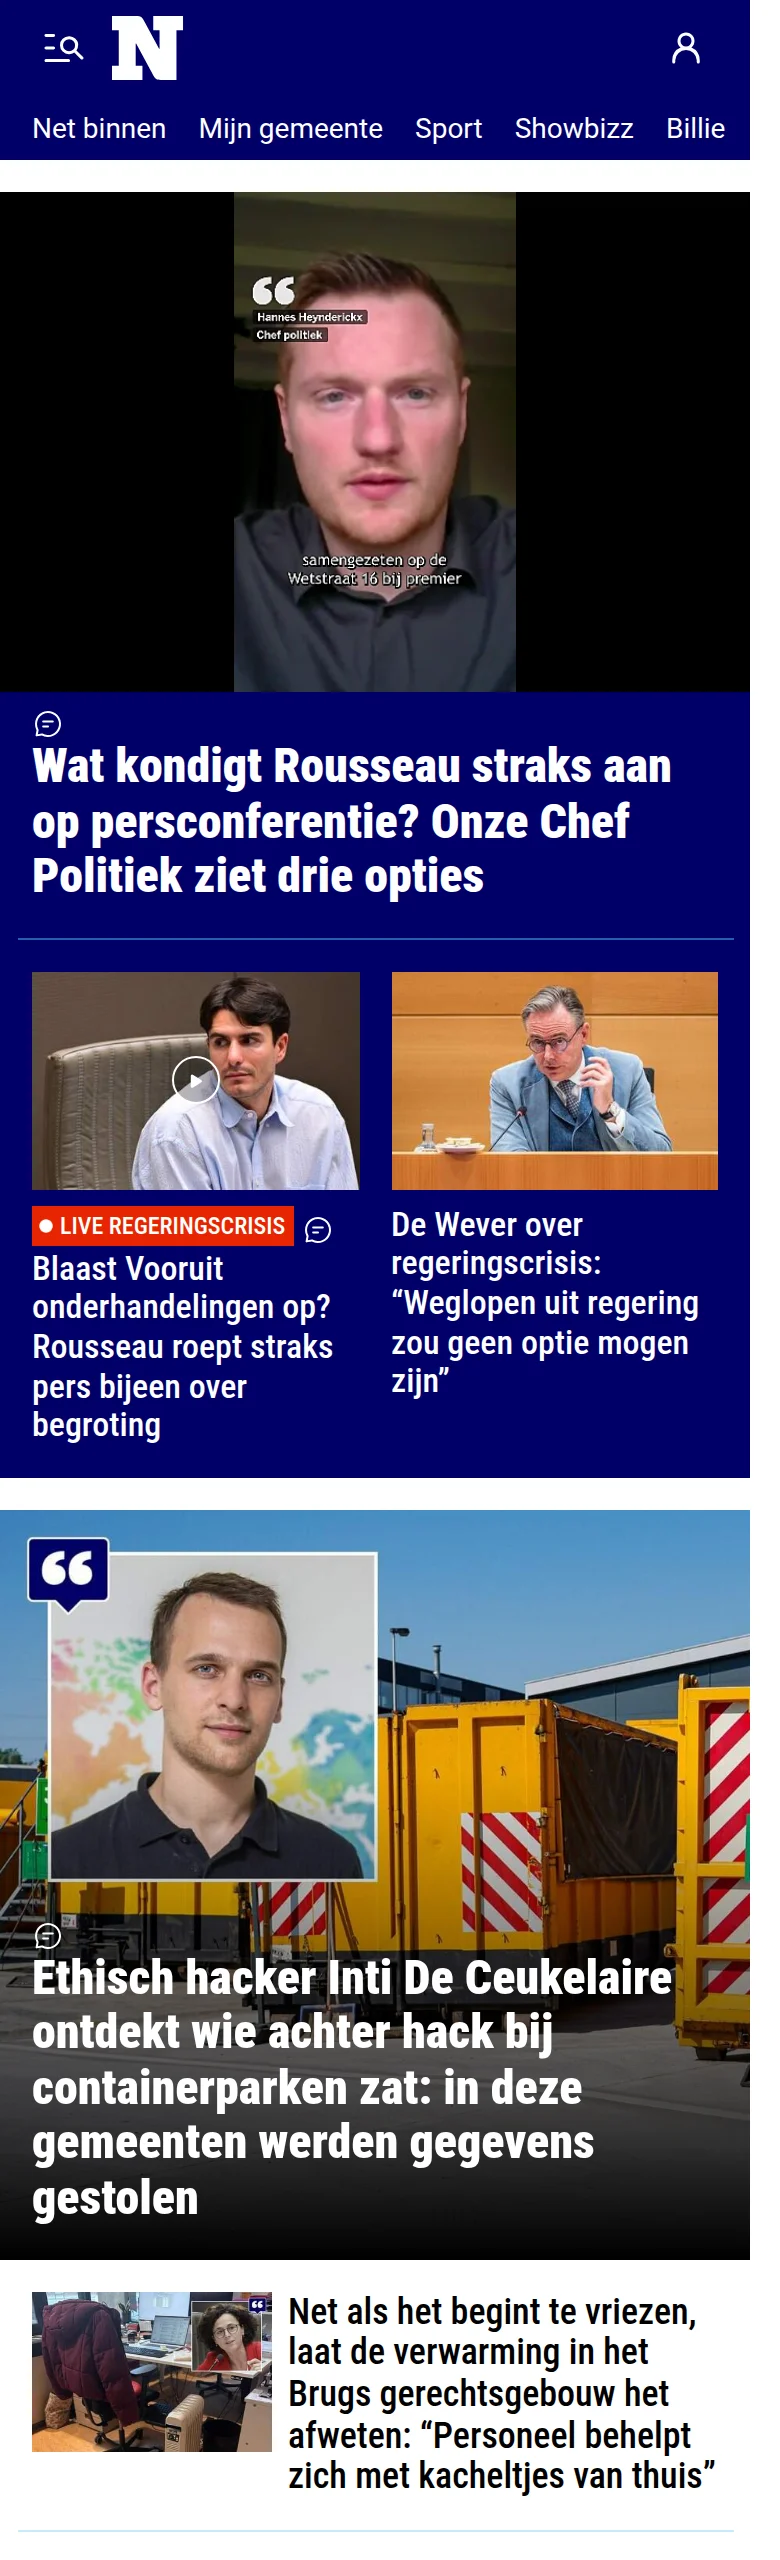 N
Net binnen Mijn gemeente Sport Showbizz Billie
Hannes Heynderickx
Chef politiek
samengezeten op de
Wetstraat 16 bij premier
Wat kondigt Rousseau straks aan
op persconferentie? Onze Chef
Politiek ziet drie opties
LIVE REGERINGSCRISIS
Blaast Vooruit
onderhandelingen op?
Rousseau roept straks
pers bijeen over
begroting
De Wever over
regeringscrisis:
“Weglopen uit regering
zou geen optie mogen
zijn”
Ethisch hacker Inti De Ceukelaire
ontdekt wie achter hack bij
containerparken zat: in deze
gemeenten werden gegevens
gestolen
Net als het begint te vriezen,
laat de verwarming in het
Brugs gerechtsgebouw het
afweten: “Personeel behelpt
zich met kacheltjes van thuis”